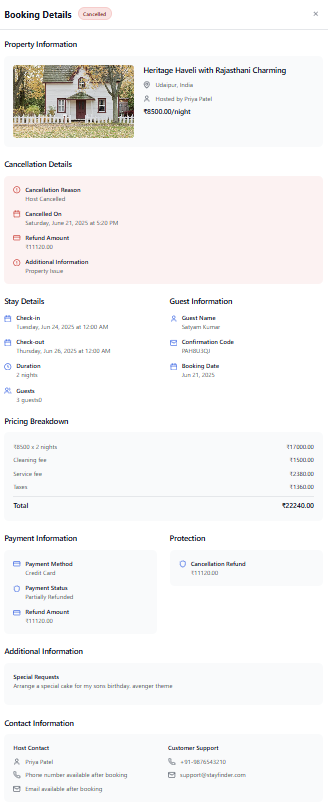 Booking Details Cancelled ×
Property Information
Heritage Haveli with Rajasthani Charming
Udaipur, India
Hosted by Priya Patel
₹8500.00/night
Cancellation Details
Cancellation Reason
Host Cancelled
Cancelled On
Saturday, June 21, 2025 at 5:20 PM
Refund Amount
₹11120.00
Additional Information
Property Issue
Stay Details
Check-in
Tuesday, Jun 24, 2025 at 12:00 AM
Check-out
Thursday, Jun 26, 2025 at 12:00 AM
Duration
2 nights
Guests
3 guests0
Guest Information
Guest Name
Satyam Kumar
Confirmation Code
PAHBU3QJ
Booking Date
Jun 21, 2025
Pricing Breakdown
₹8500 x 2 nights ₹17000.00
Cleaning fee ₹1500.00
Service fee ₹2380.00
Taxes ₹1360.00
Total ₹22240.00
Payment Information
Payment Method
Credit Card
Payment Status
Partially Refunded
Refund Amount
₹11120.00
Protection
Cancellation Refund
₹11120.00
Additional Information
Special Requests
Arrange a special cake for my sons birthday. avenger theme
Contact Information
Host Contact
Priya Patel
Phone number available after booking
Email available after booking
Customer Support
+91-9876543210
support@stayfinder.com